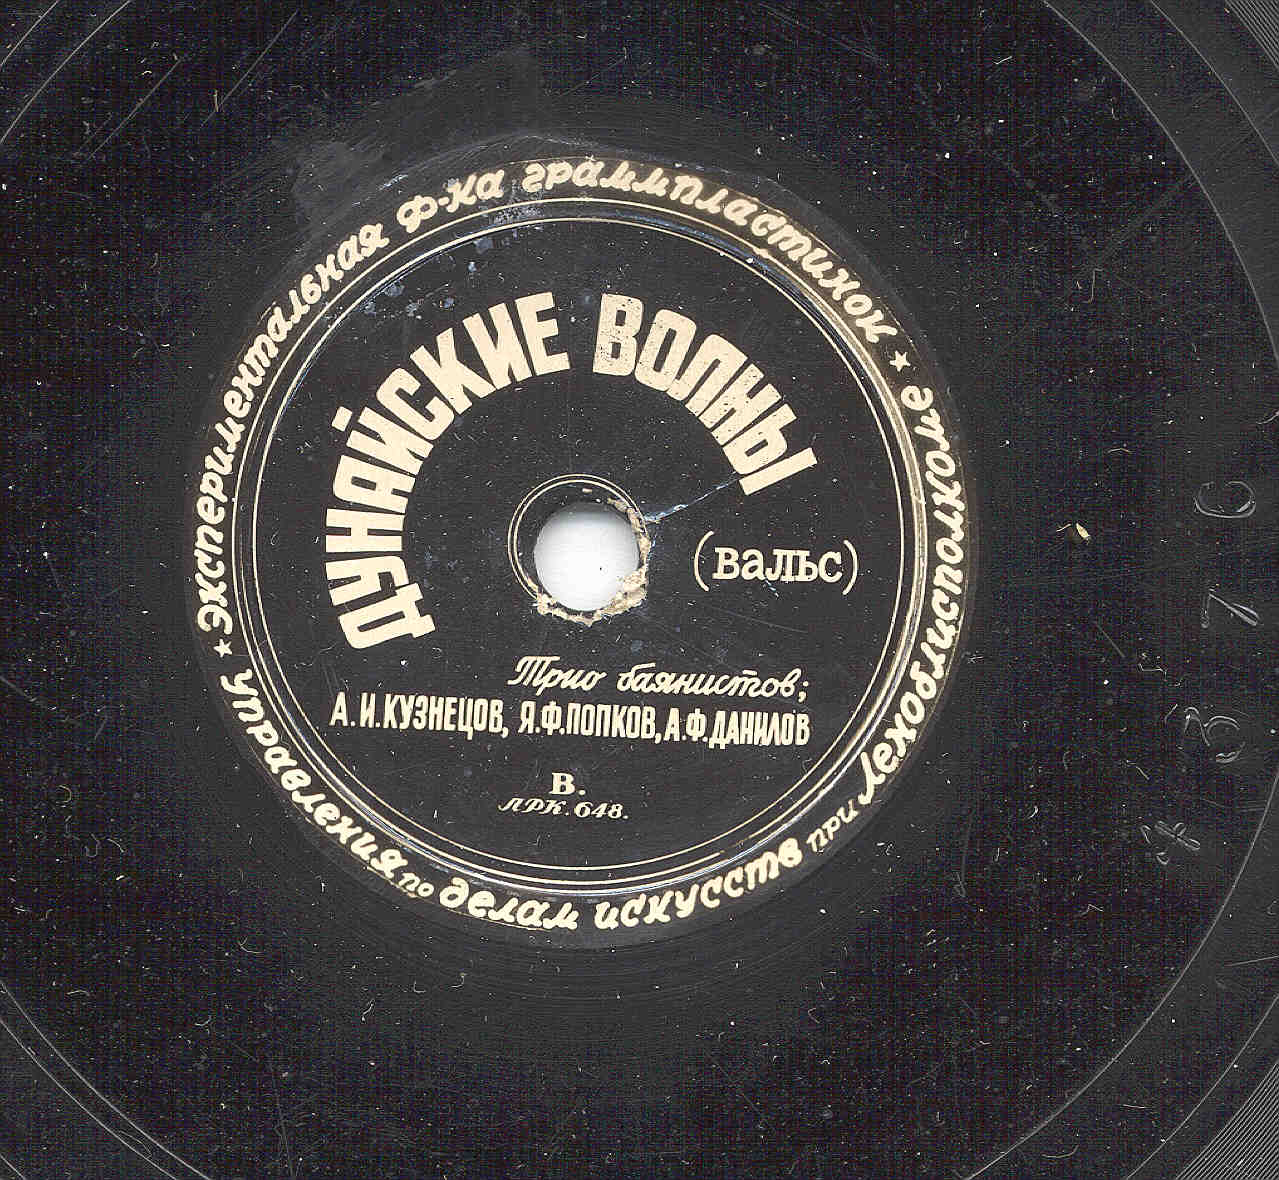 ★ Экспериментальная ф-ка граммпластинок ★
Управления по делам искусств при Леноблисполкоме
ДУНАЙСКИЕ ВОЛНЫ
(вальс)
Трио баянистов;
А.И.КУЗНЕЦОВ, Я.Ф.ПОПКОВ, А.Ф.ДАНИЛОВ
В.
ЛРК. 648.